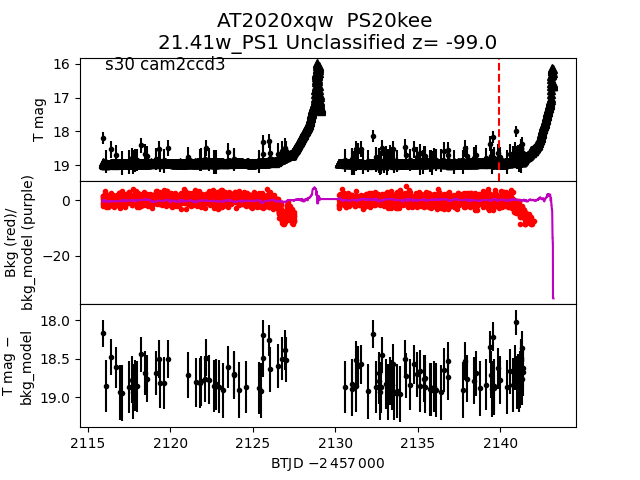 AT2020xqw  PS20kee
21.41w_PS1 Unclassified z= -99.0
s30 cam2ccd3
16
17
18
19
T mag
0
−20
Bkg (red)/
bkg_model (purple)
18.0
18.5
19.0
T mag −
bkg_model
2115
2120
2125
2130
2135
2140
BTJD −2 457 000